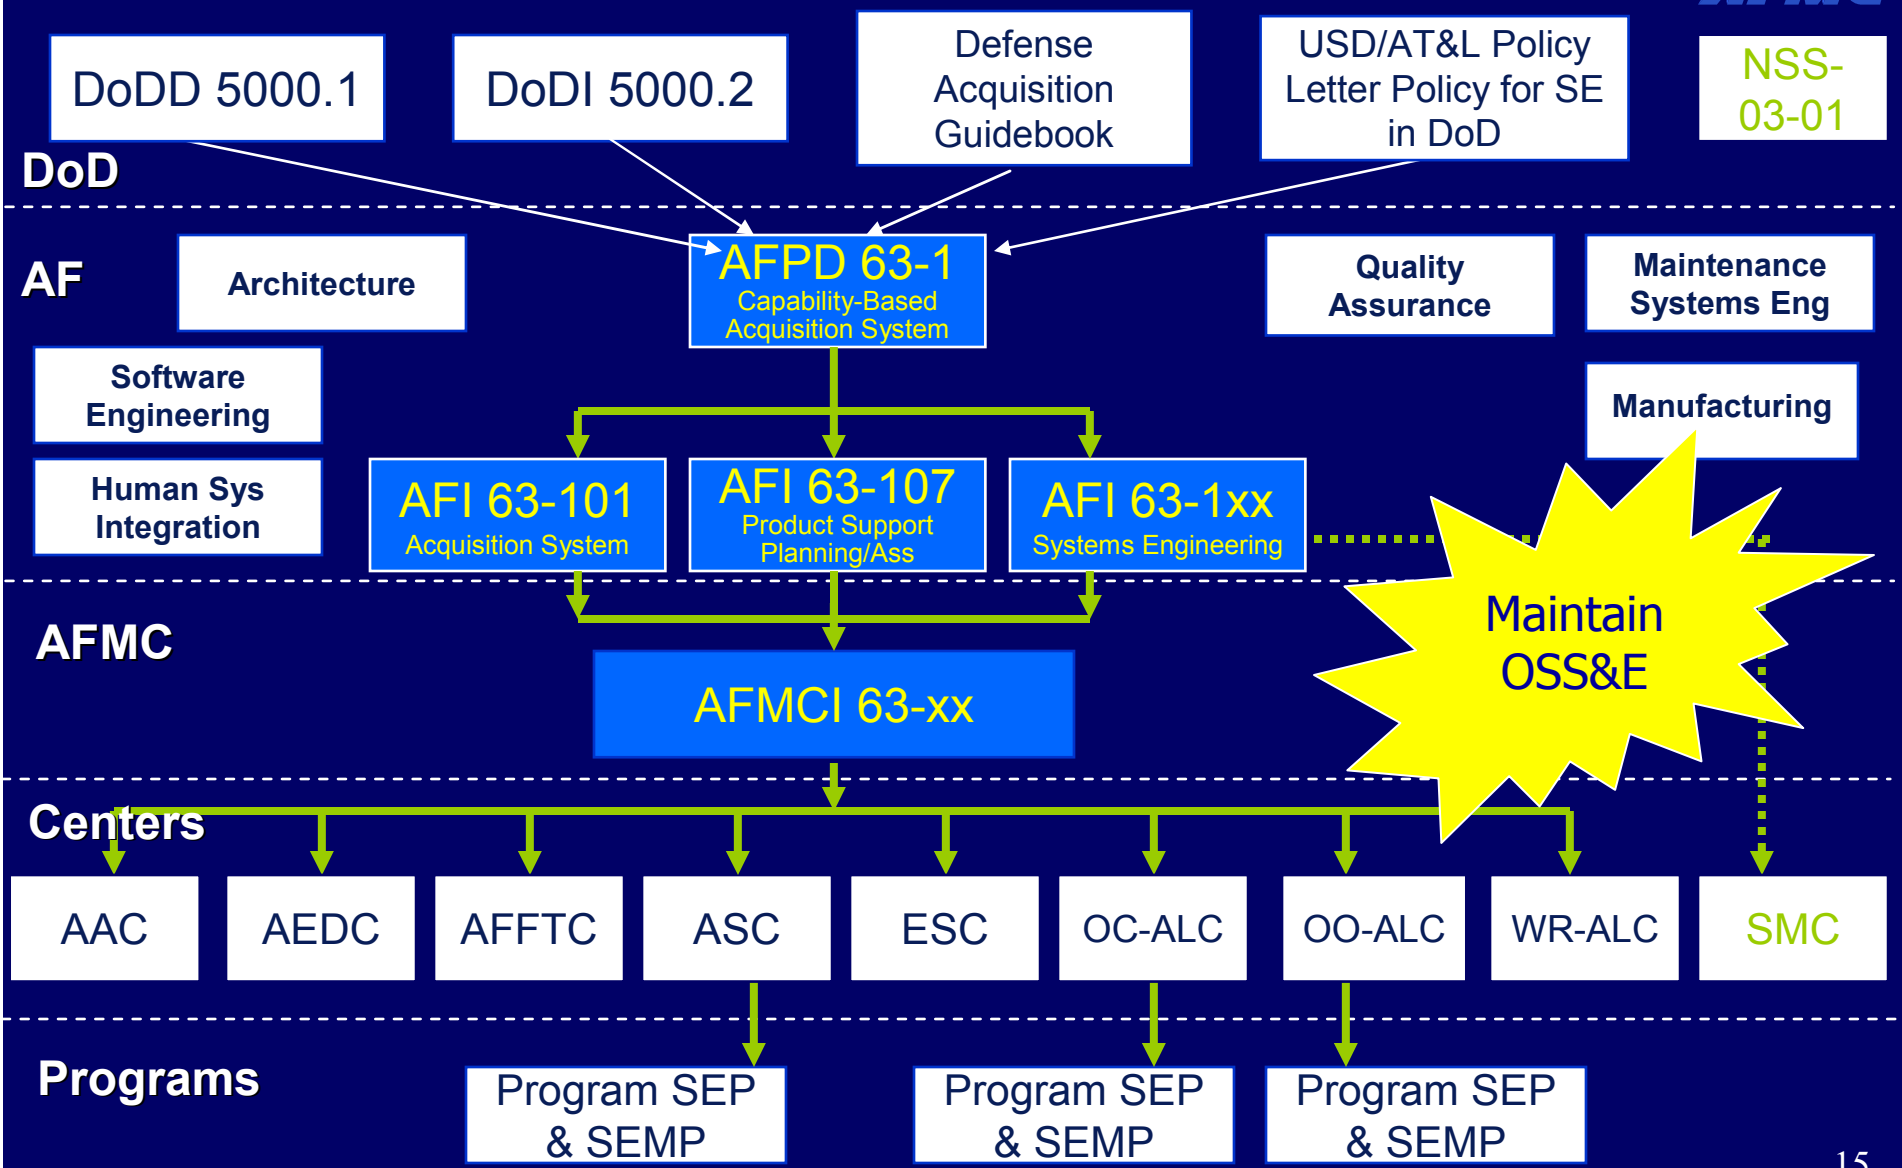 AFMC
DoDD 5000.1
DoDI 5000.2
Defense
Acquisition
Guidebook
USD/AT&L Policy
Letter Policy for SE
in DoD
NSS-
03-01
DoD
AF
Architecture
AFPD 63-1
Capability-Based
Acquisition System
Quality
Assurance
Maintenance
Systems Eng
Software
Engineering
Manufacturing
Human Sys
Integration
AFI 63-101
Acquisition System
AFI 63-107
Product Support
Planning/Ass
AFI 63-1xx
Systems Engineering
Maintain
OSS&E
AFMC
AFMCI 63-xx
Centers
AAC
AEDC
AFFTC
ASC
ESC
OC-ALC
OO-ALC
WR-ALC
SMC
Programs
Program SEP
& SEMP
Program SEP
& SEMP
Program SEP
& SEMP
15